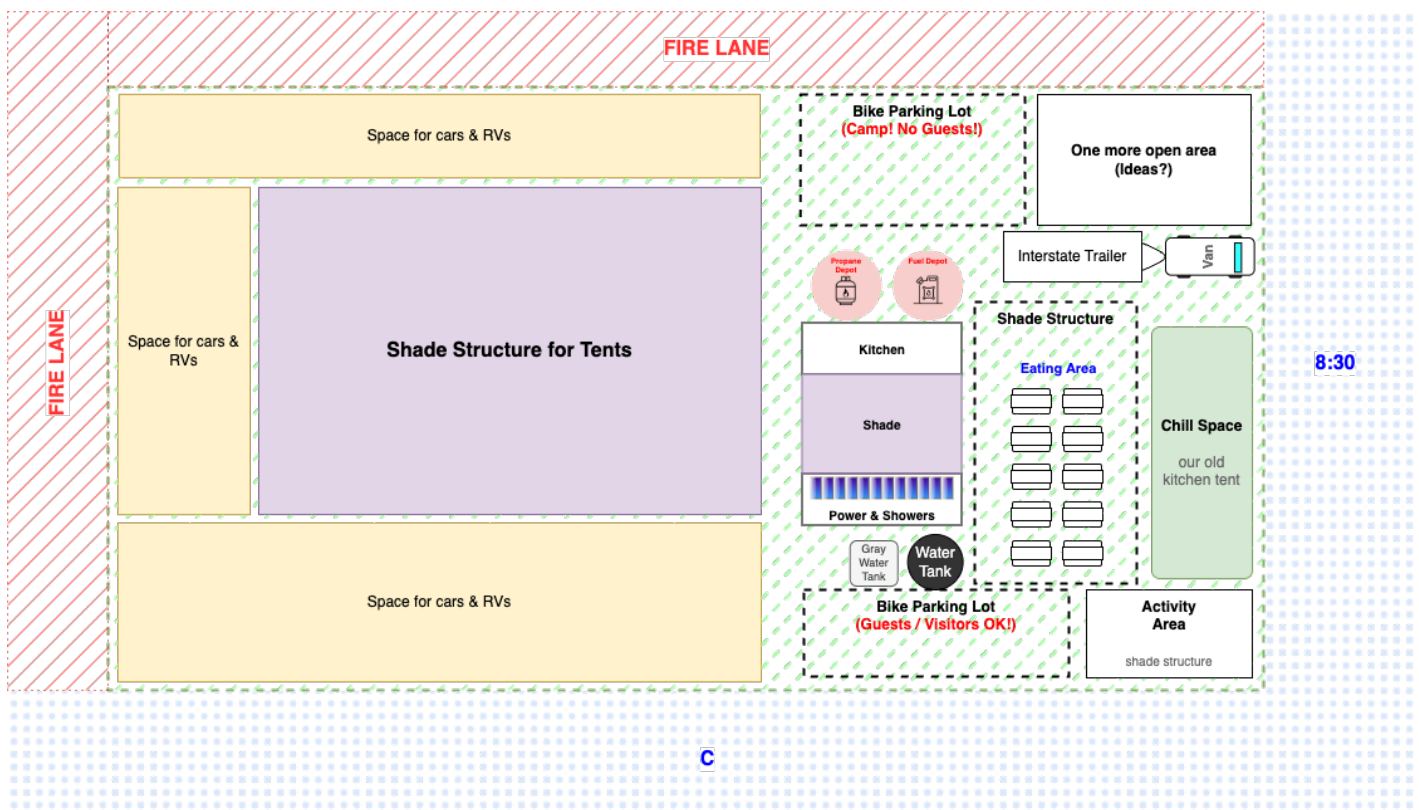 FIRE LANE
FIRE LANE
Space for cars & RVs
Space for cars &
RVs
Shade Structure for Tents
Space for cars & RVs
Bike Parking Lot
(Camp! No Guests!)
One more open area
(Ideas?)
Interstate Trailer
Van
Propane
Depot
Fuel Depot
Kitchen
Shade
Power & Showers
Gray
Water
Tank
Water
Tank
Shade Structure
Eating Area
Chill Space
our old
kitchen tent
Bike Parking Lot
(Guests / Visitors OK!)
Activity
Area
shade structure
8:30
C